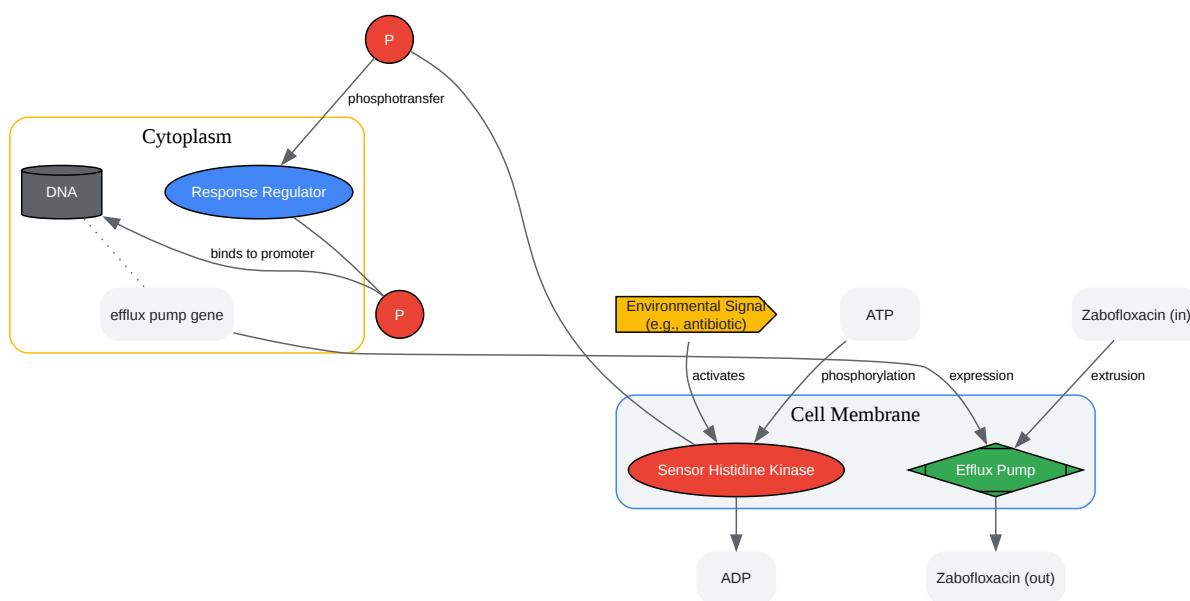 P
phosphotransfer
Cytoplasm
DNA
Response Regulator
binds to promoter
efflux pump gene
P
Environmental Signal
(e.g., antibiotic)
ATP
Zabofloxacin (in)
activates
phosphorylation
expression
extrusion
Cell Membrane
Sensor Histidine Kinase
Efflux Pump
ADP
Zabofloxacin (out)